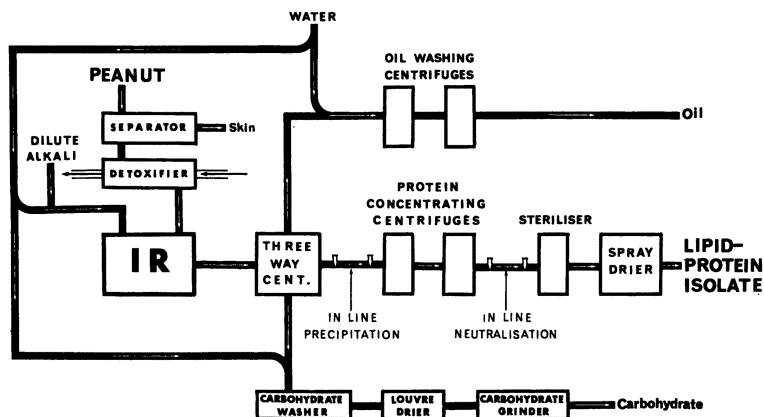 WATER
OIL WASHING
CENTRIFUGES
PEANUT
SEPARATOR
Skin
Oil
DILUTE
ALKALI
DETOXIFIER
PROTEIN
CONCENTRATING
CENTRIFUGES
STERILISER
IR
THREE
WAY
CENT.
SPRAY
DRIER
LIPID-
PROTEIN
ISOLATE
IN LINE
PRECIPITATION
IN LINE
NEUTRALISATION
CARBOHYDRATE
WASHER
LOUVRE
DRIER
CARBOHYDRATE
GRINDER
Carbohydrate